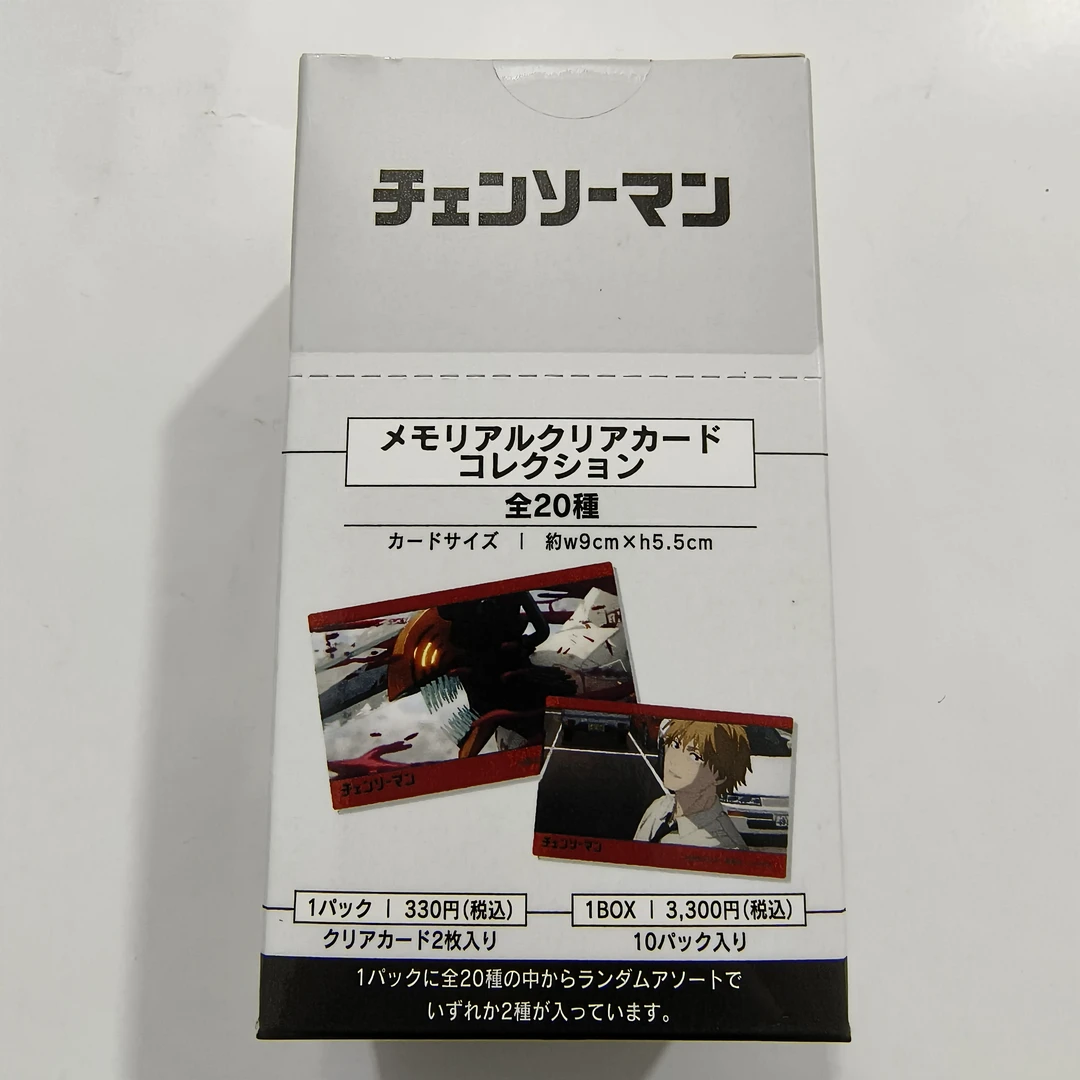 チェンソーマン
メモリアルクリアカード
コレクション
全20種
カードサイズ | 約w9cm×h5.5cm
チェンソーマン
チェンソーマン
1パック | 330円(税込)
クリアカード2枚入り
1BOX | 3,300円(税込)
10パック入り
1パックに全20種の中からランダムアソートで
いずれか2種が入っています。